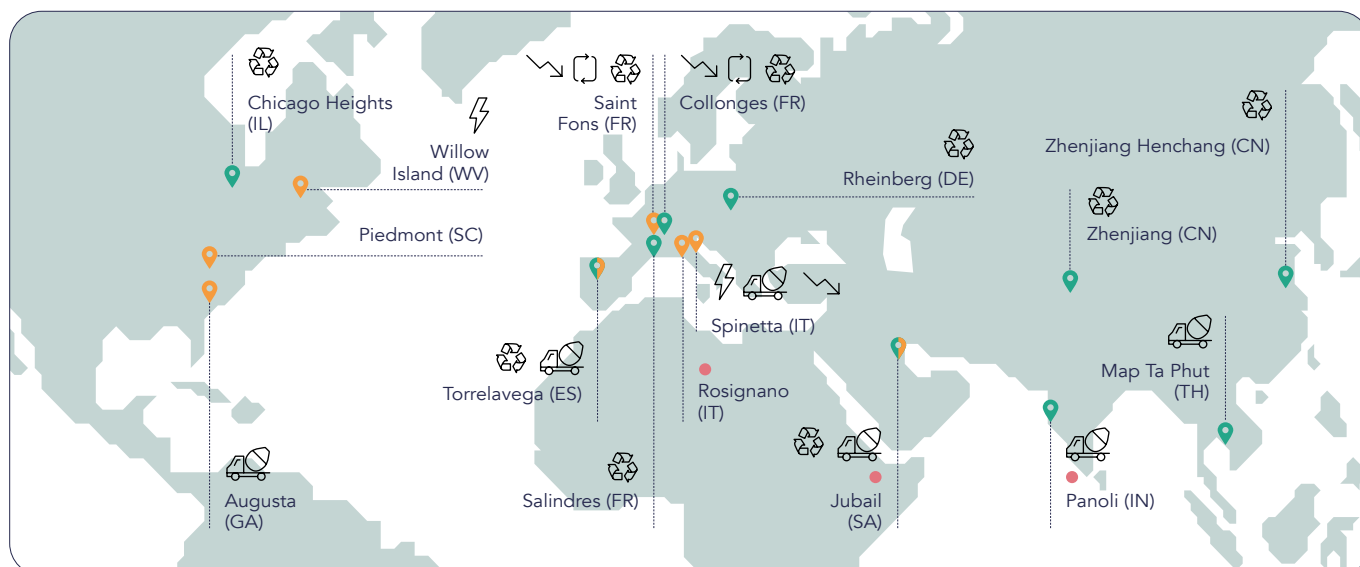 Chicago Heights
(IL)
Willow
Island (WV)
Piedmont (SC)
Augusta
(GA)
Saint
Fons (FR)
Collonges (FR)
Rheinberg (DE)
Zhenjiang Henchang (CN)
Zhenjiang (CN)
Spinetta (IT)
Torrelavega (ES)
Rosignano
(IT)
Map Ta Phut
(TH)
Salindres (FR)
Jubail
(SA)
Panoli (IN)